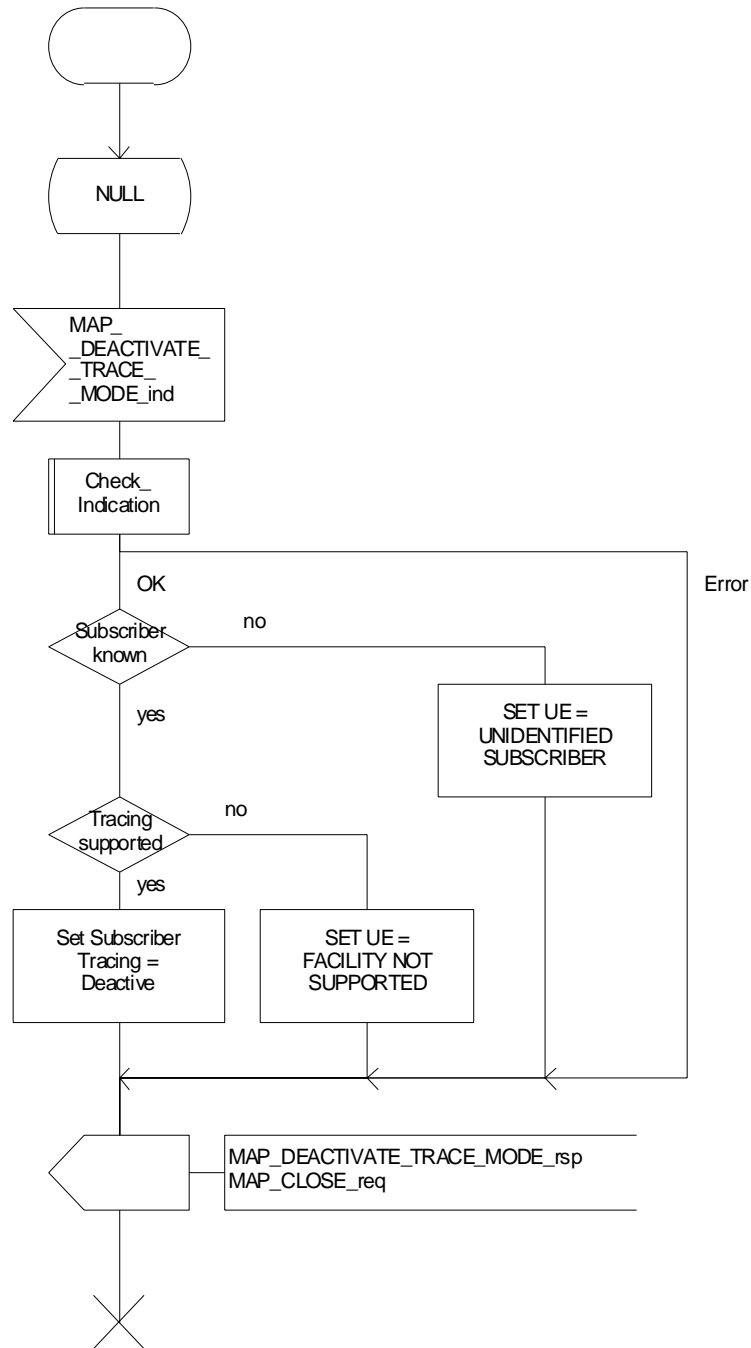 NULL
MAP_
_DEACTIVATE_
_TRACE_
_MODE_ind
Check_
Indication
OK
Error
Subscriber
known
no
yes
SET UE =
UNIDENTIFIED
SUBSCRIBER
Tracing
supported
no
yes
Set Subscriber
Tracing =
Deactive
SET UE =
FACILITY NOT
SUPPORTED
MAP_DEACTIVATE_TRACE_MODE_rsp
MAP_CLOSE_req